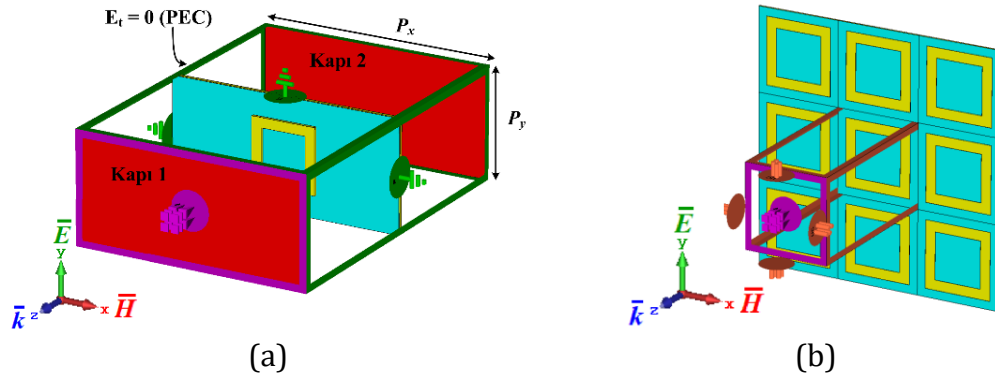 E_t = 0 (PEC)
P_x
Kapı 2
P_y
Kapı 1
E̅
y
k̅ z
x H̅
E̅
y
k̅ z
x H̅
(a)
(b)